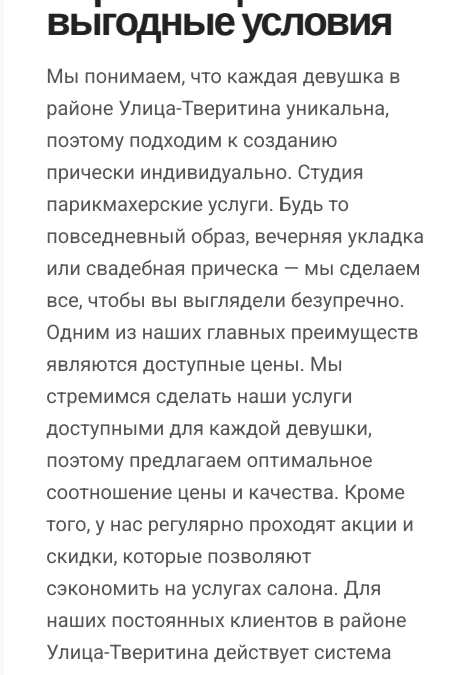 выгодные условия
Мы понимаем, что каждая девушка в
районе Улица-Тверитина уникальна,
поэтому подходим к созданию
прически индивидуально. Студия
парикмахерские услуги. Будь то
повседневный образ, вечерняя укладка
или свадебная прическа — мы сделаем
все, чтобы вы выглядели безупречно.
Одним из наших главных преимуществ
являются доступные цены. Мы
стремимся сделать наши услуги
доступными для каждой девушки,
поэтому предлагаем оптимальное
соотношение цены и качества. Кроме
того, у нас регулярно проходят акции и
скидки, которые позволяют
сэкономить на услугах салона. Для
наших постоянных клиентов в районе
Улица-Тверитина действует система